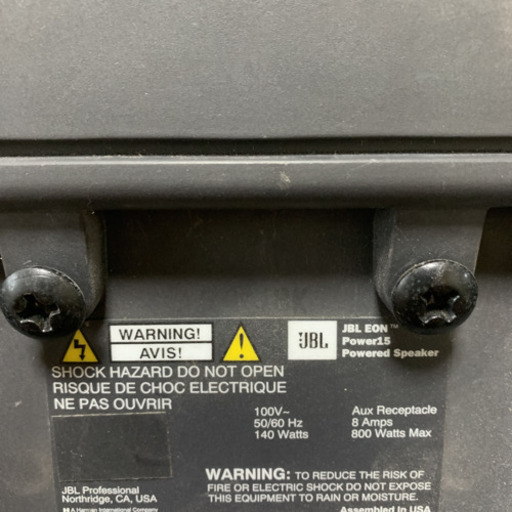 WARNING!
AVIS!
JBL
JBL EON™
Power15
Powered Speaker
SHOCK HAZARD DO NOT OPEN
RISQUE DE CHOC ELECTRIQUE
NE PAS OUVRIR
100V~
50/60 Hz
140 Watts
Aux Receptacle
8 Amps
800 Watts Max
JBL Professional
Northridge, CA, USA
H A Harman International Company
WARNING: TO REDUCE THE RISK OF
FIRE OR ELECTRIC SHOCK DO NOT EXPOSE
THIS EQUIPMENT TO RAIN OR MOISTURE.
Assembled In USA